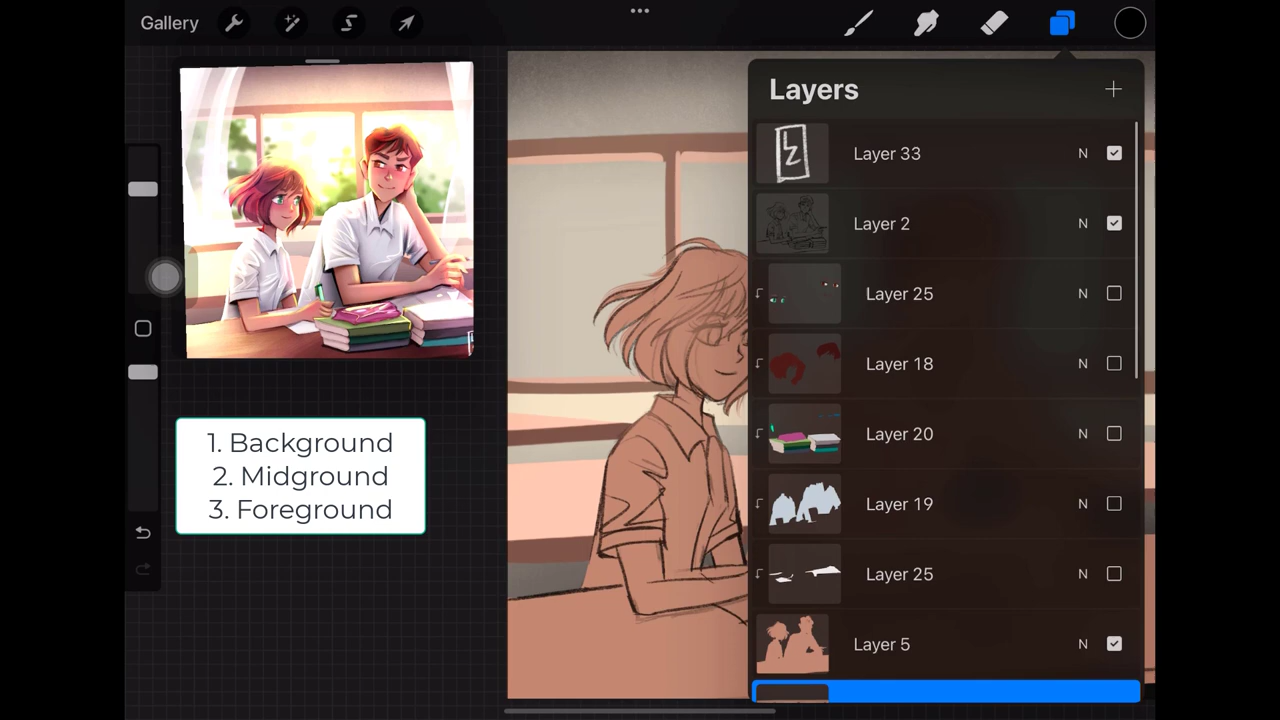 Gallery
Layers
Layer 33 N
Layer 2 N
Layer 25 N
Layer 18 N
Layer 20 N
Layer 19 N
Layer 25 N
Layer 5 N
1. Background
2. Midground
3. Foreground